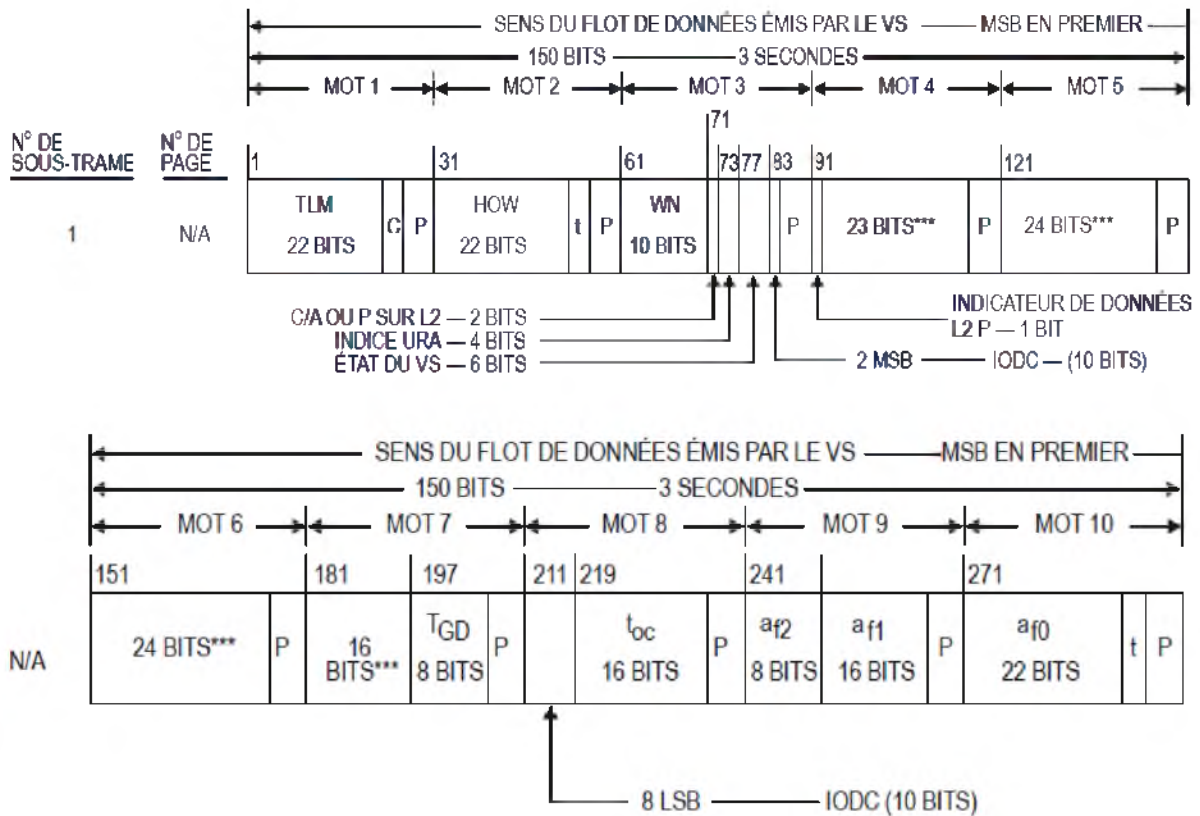 SENS DU FLOT DE DONNÉES ÉMIS PAR LE VS MSB EN PREMIER
150 BITS 3 SECONDES
MOT 1 MOT 2 MOT 3 MOT 4 MOT 5
71
N° DE SOUS-TRAME N° DE PAGE 1 31 61 73 77 83 91 121
1 N/A TLM 22 BITS C P HOW 22 BITS t P WN 10 BITS P 23 BITS*** P 24 BITS*** P
C/A OU P SUR L2 — 2 BITS
INDICE URA — 4 BITS
ÉTAT DU VS — 6 BITS
INDICATEUR DE DONNÉES
L2 P — 1 BIT
2 MSB — IODC — (10 BITS)
SENS DU FLOT DE DONNÉES ÉMIS PAR LE VS MSB EN PREMIER
150 BITS 3 SECONDES
MOT 6 MOT 7 MOT 8 MOT 9 MOT 10
151 181 197 211 219 241 271
N/A 24 BITS*** P 16 BITS*** TGD 8 BITS P toc 16 BITS P af2 8 BITS af1 16 BITS P af0 22 BITS t P
8 LSB — IODC (10 BITS)